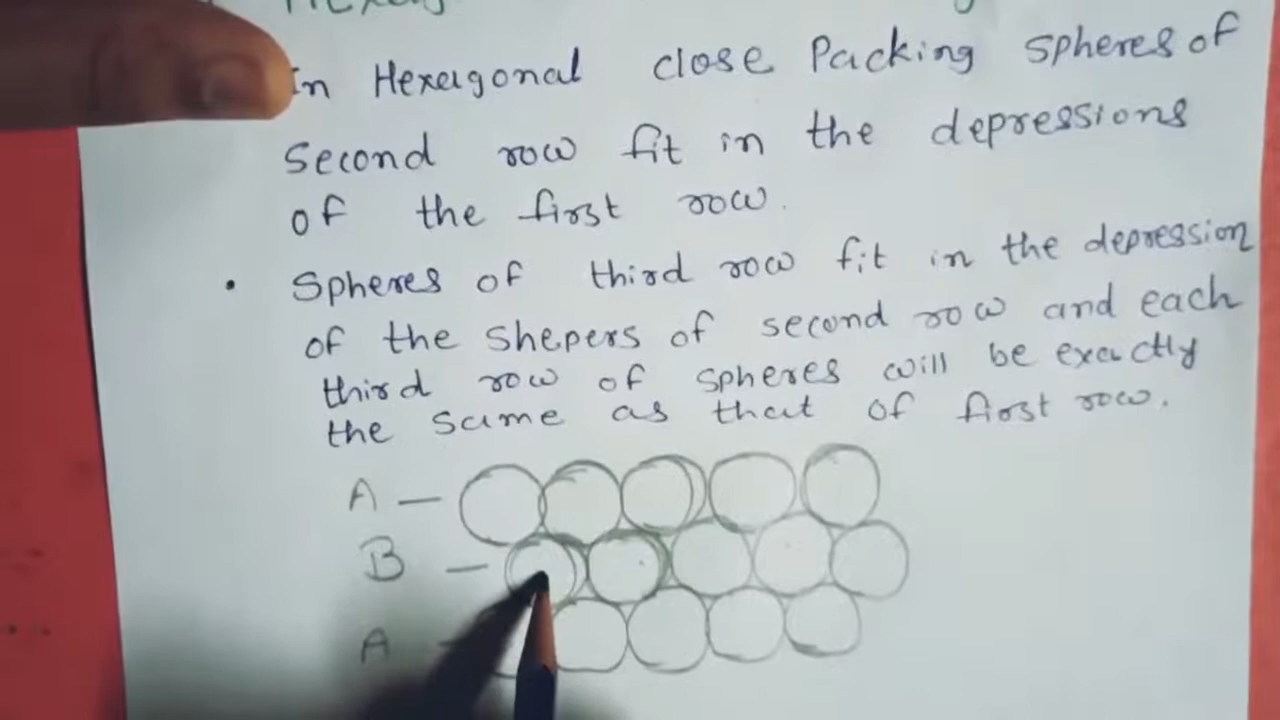 In Hexagonal close Packing spheres of
Second row fit in the depressions
of the first row.
• Spheres of third row fit in the depression
of the shepers of second row and each
third row of spheres will be exactly
the same as that of first row.
A —
B —
A -